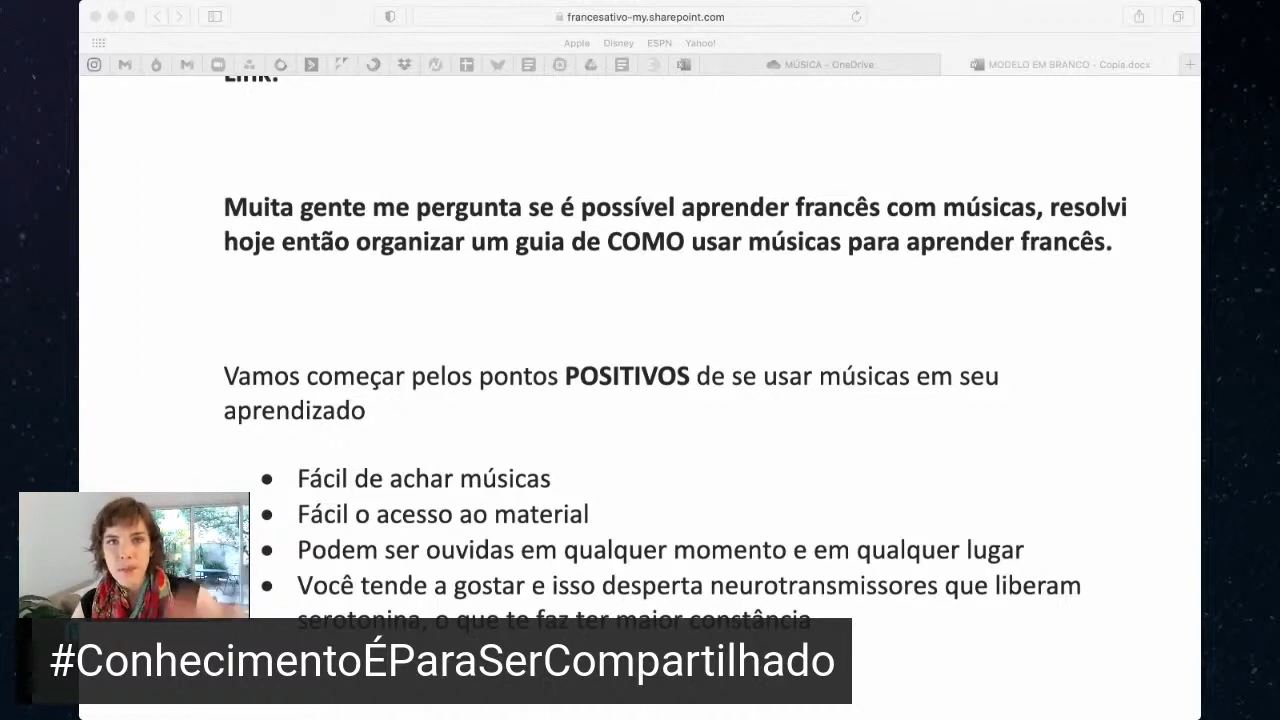 francesativo-my.sharepoint.com
Apple Disney ESPN Yahoo!
MÚSICA - OneDrive
MODELO EM BRANCO - Copia.docx
Link:
Muita gente me pergunta se é possível aprender francês com músicas, resolvi
hoje então organizar um guia de COMO usar músicas para aprender francês.
Vamos começar pelos pontos POSITIVOS de se usar músicas em seu
aprendizado
• Fácil de achar músicas
• Fácil o acesso ao material
• Podem ser ouvidas em qualquer momento e em qualquer lugar
• Você tende a gostar e isso desperta neurotransmissores que liberam
serotonina, o que te faz ter maior constância
#ConhecimentoÉParaSerCompartilhado